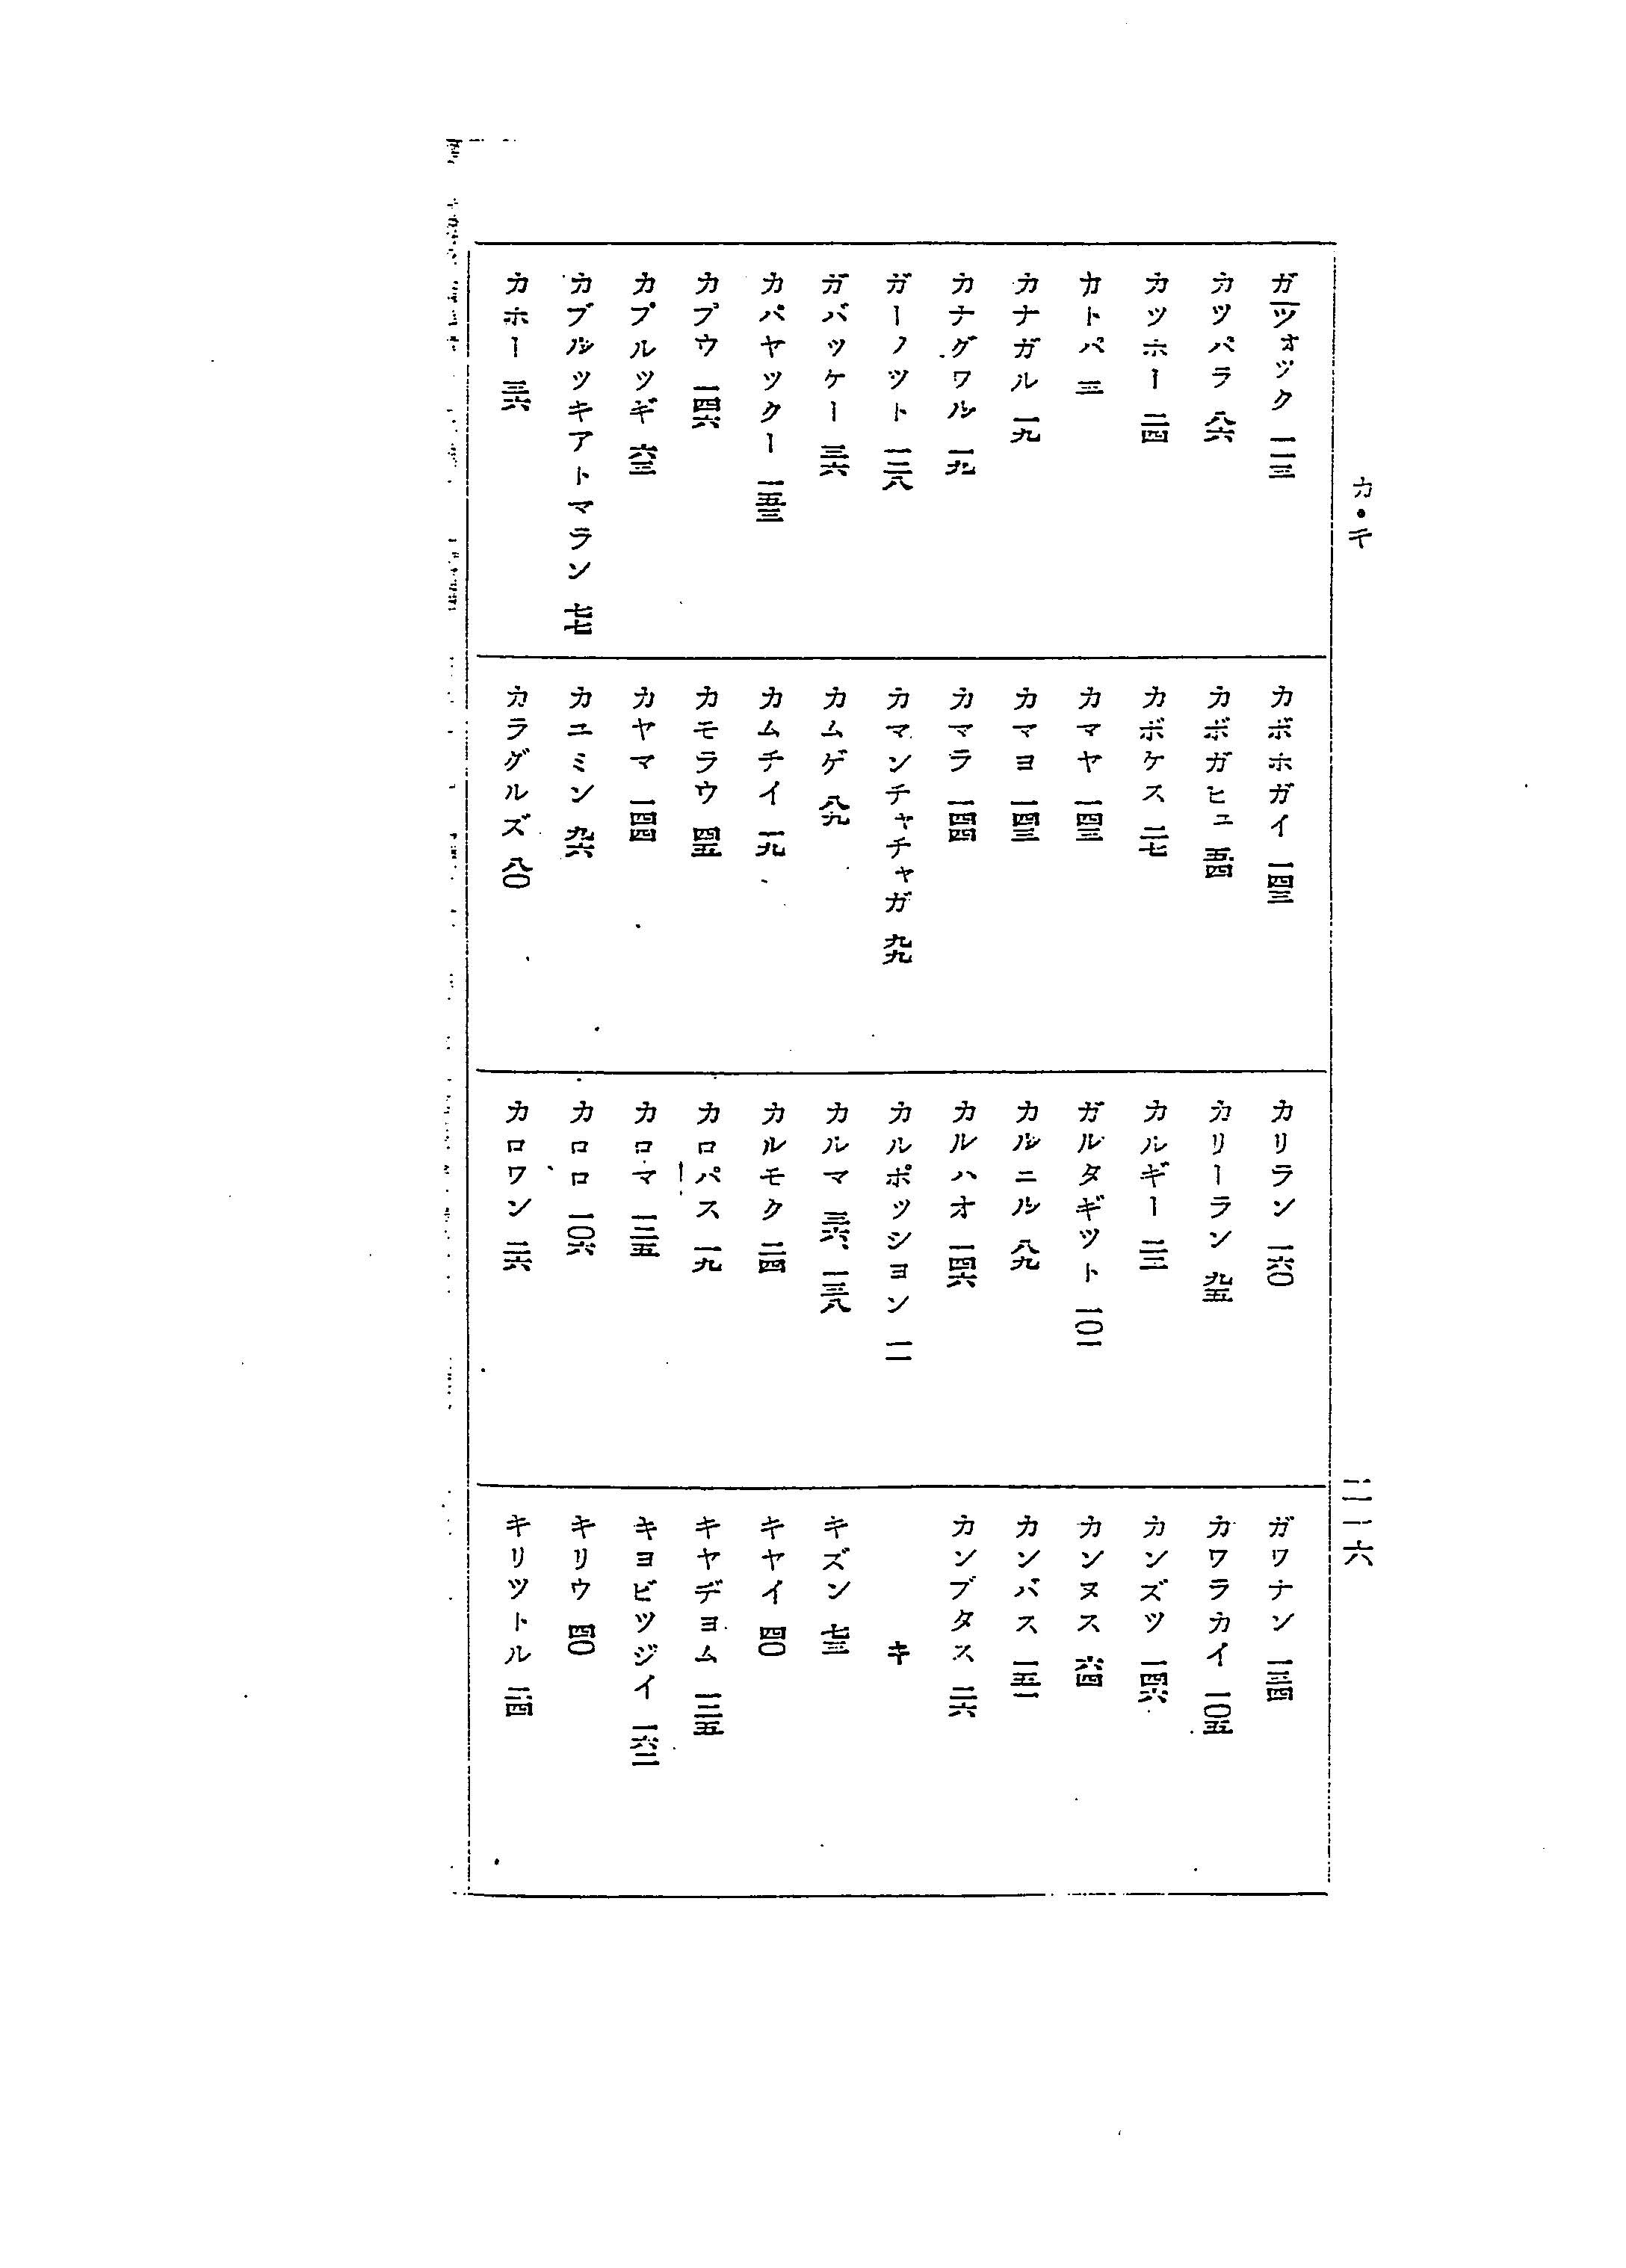 カ・キ
二一六
ガ「ツォッツク 一一三
カツパラ 八六
カツホー 二四
カトパ 三
カナガル 一九
カナグワル 一九
ガーノツト 一二八
ガバッケー 三六
カパヤックー 一五三
カプウ 一四六
カプルツギ 六三
カブルツキアトマラン 七七
カホー 三六
カボホガイ 一四三
カボガヒュ 五四
カボケス 二七
カマヤ 一四三
カマヨ 一四三
カマラ 一四四
カマンチャチャガ 九九
カムゲ 八九
カムチイ 一九
カモラウ 四五
カヤマ 一四四
カユミン 九六
カラグルズ 八〇
カリラン 一六〇
カリーラン 九五
カルギー 二三
ガルタギツト 一〇一
カルニル 八九
カルハオ 一四六
カルポッシヨン 一一
カルマ 三六、一三八
カルモク 二四
カロパス 一九
カロマ 一三五
カロロ 一〇六
カロワン 二六
ガワナン 一三四
カワラカイ 一〇五
カンズツ 一四六
カンヌス 六四
カンバス 一五一
カンブタス 二六
キ
キズン 七三
キヤイ 四〇
キヤデヨム 一二五
キヨビツジイ 一六二
キリウ 四〇
キリツトル 二四